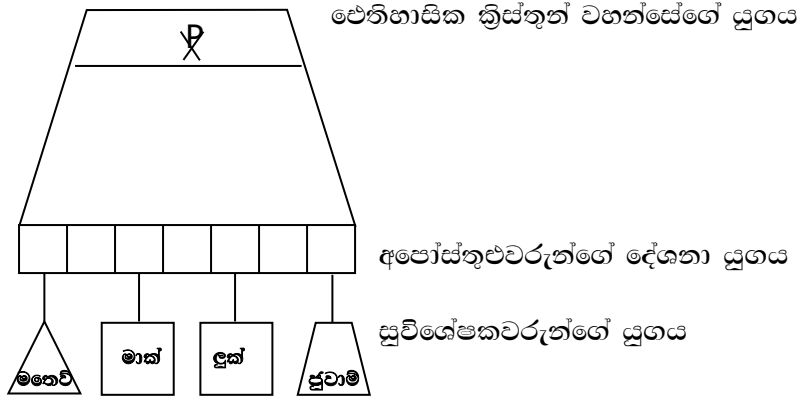 ඓතිහාසික ක්‍රිස්තුන් වහන්සේගේ යුගය
අපෝස්තුළුවරුන්ගේ දේශනා යුගය
සුවිශේෂකවරුන්ගේ යුගය
මතෙව් මාක් ලූක් ජුවාම්